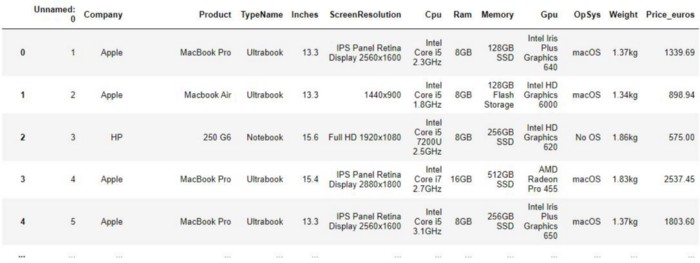 Unnamed: 0 Company Product TypeName Inches ScreenResolution Cpu Ram Memory Gpu OpSys Weight Price_euros
0 1 Apple MacBook Pro Ultrabook 13.3 IPS Panel Retina Display 2560x1600 Intel Core i5 2.3GHz 8GB 128GB SSD Intel Iris Plus Graphics 640 macOS 1.37kg 1339.69
1 2 Apple Macbook Air Ultrabook 13.3 1440x900 Intel Core i5 1.8GHz 8GB 128GB Flash Storage Intel HD Graphics 6000 macOS 1.34kg 898.94
2 3 HP 250 G6 Notebook 15.6 Full HD 1920x1080 Intel Core i5 7200U 2.5GHz 8GB 256GB SSD Intel HD Graphics 620 No OS 1.86kg 575.00
3 4 Apple MacBook Pro Ultrabook 15.4 IPS Panel Retina Display 2880x1800 Intel Core i7 2.7GHz 16GB 512GB SSD AMD Radeon Pro 455 macOS 1.83kg 2537.45
4 5 Apple MacBook Pro Ultrabook 13.3 IPS Panel Retina Display 2560x1600 Intel Core i5 3.1GHz 8GB 256GB SSD Intel Iris Plus Graphics 650 macOS 1.37kg 1803.60
... ... ... ... ... ... ... ... ... ... ... ... ... ...